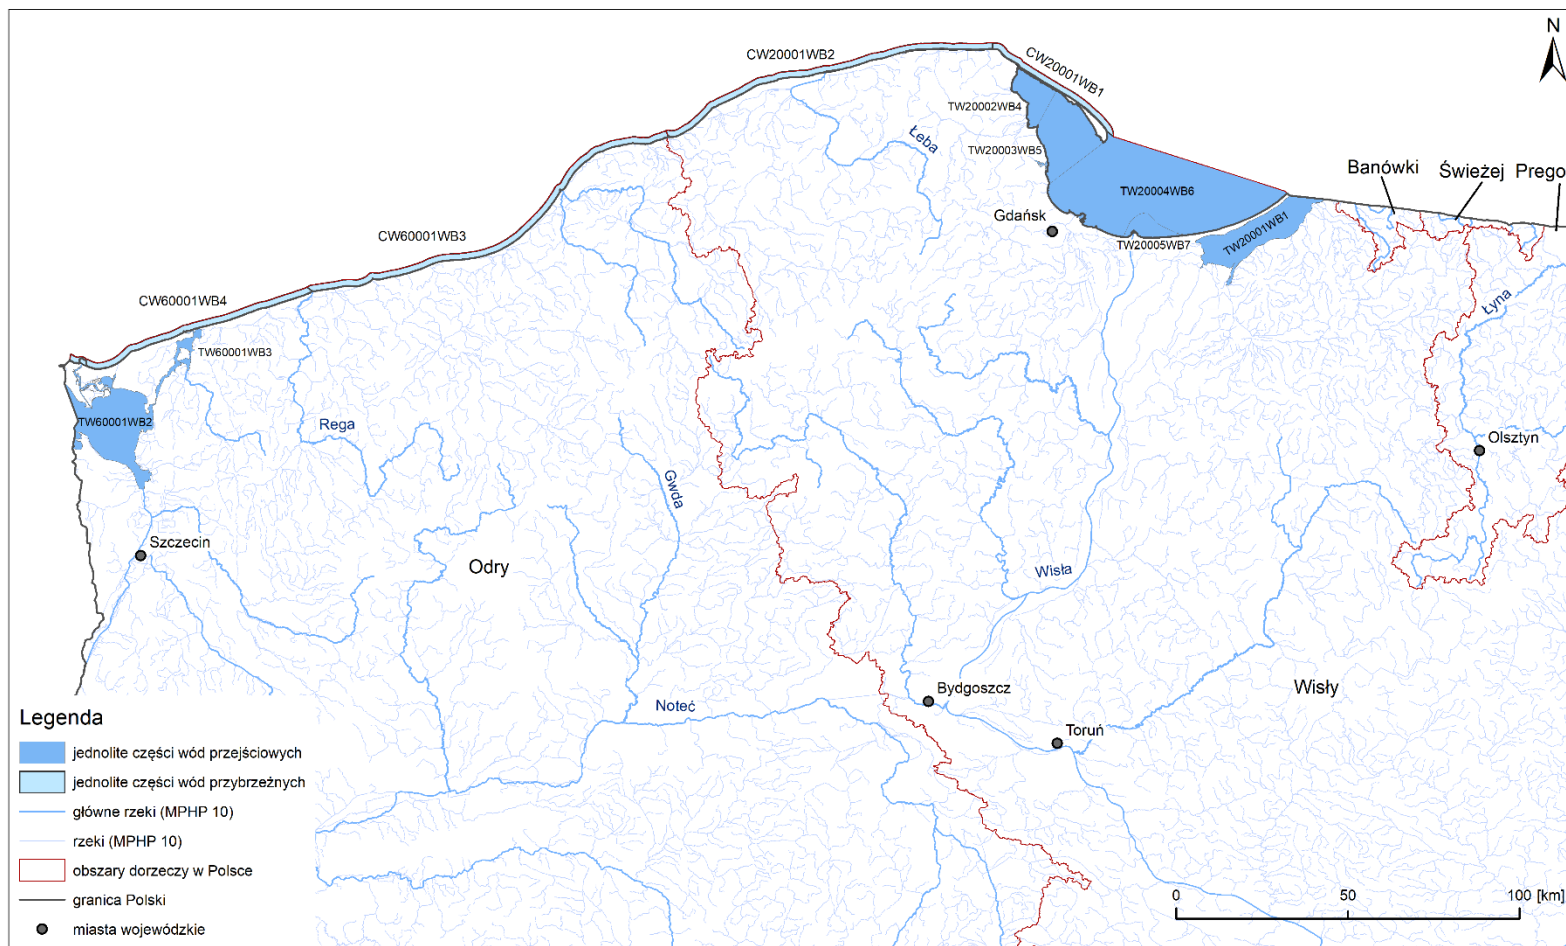 N
CW20001WB2
CW20001WB1
TW20002WB4
Łeba
TW20003WB5
Banówki
Świeżej
Prego
TW20004WB6
Gdańsk
TW20005WB7
TW20001WB1
CW60001WB3
CW60001WB4
Łyna
TW60001WB3
TW60001WB2
Rega
Olsztyn
Gwda
Szczecin
Odry
Wisła
Wisły
Bydgoszcz
Noteć
Toruń
Legenda
jednolite części wód przejściowych
jednolite części wód przybrzeżnych
główne rzeki (MPHP 10)
rzeki (MPHP 10)
obszary dorzeczy w Polsce
granica Polski
miasta wojewódzkie
0 50 100 [km]